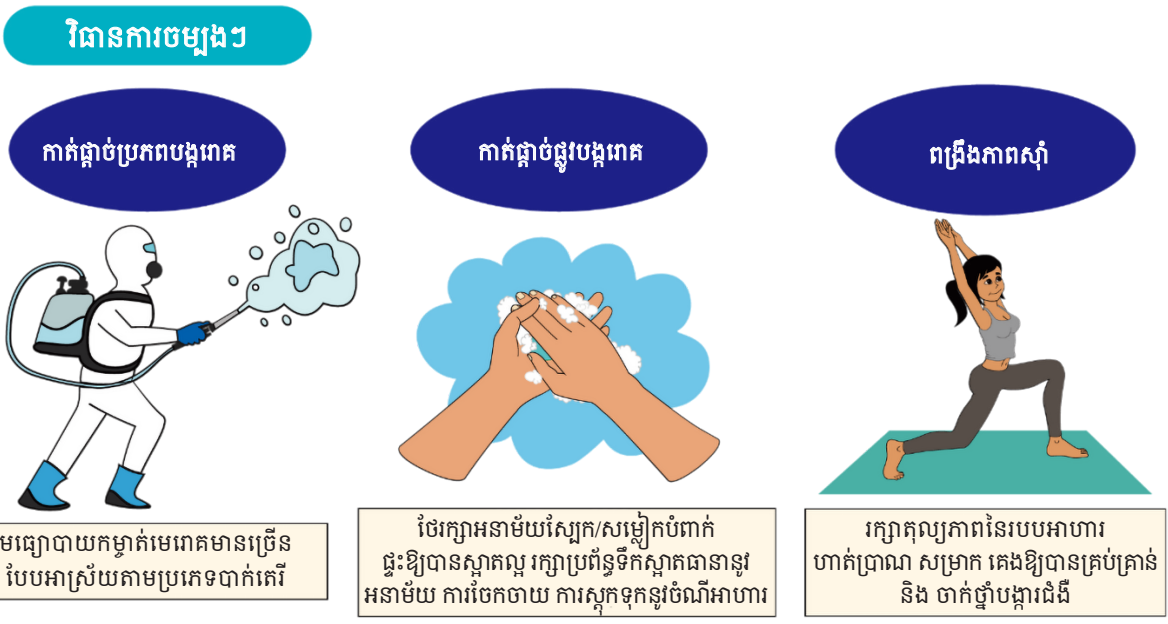 វិធានការចម្បងៗ
កាត់ផ្តាច់ប្រភពបង្ករោគ
កាត់ផ្តាច់ផ្លូវបង្ករោគ
ពង្រឹងភាពស៊ាំ
មធ្យោបាយកម្ចាត់មេរោគមានច្រើន
បែបអាស្រ័យតាមប្រភេទបាក់តេរី
ថែរក្សាអនាម័យស្បែក/សម្លៀកបំពាក់
ផ្ទះឱ្យបានស្អាតល្អ រក្សាប្រព័ន្ធទឹកស្អាតធានានូវ
អនាម័យ ការចែកចាយ ការស្តុកទុកនូវចំណីអាហារ
រក្សាតុល្យភាពនៃរបបអាហារ
ហាត់ប្រាណ សម្រាក គេងឱ្យបានគ្រប់គ្រាន់
និង ចាក់ថ្នាំបង្ការជំងឺ